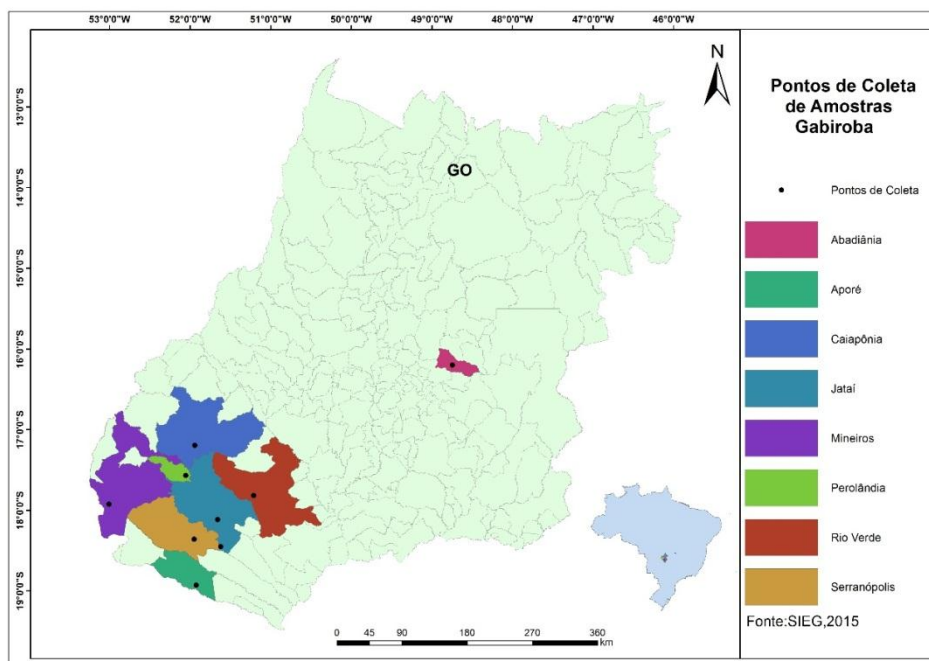 53°0'0"W 52°0'0"W 51°0'0"W 50°0'0"W 49°0'0"W 48°0'0"W 47°0'0"W 46°0'0"W
13°0'0"S
14°0'0"S
15°0'0"S
16°0'0"S
17°0'0"S
18°0'0"S
19°0'0"S
N
GO
0 45 90 180 270 360
km
Pontos de Coleta
de Amostras
Gabiroba
Pontos de Coleta
Abadiânia
Aporé
Caiapônia
Jataí
Mineiros
Perolândia
Rio Verde
Serranópolis
Fonte:SIEG,2015